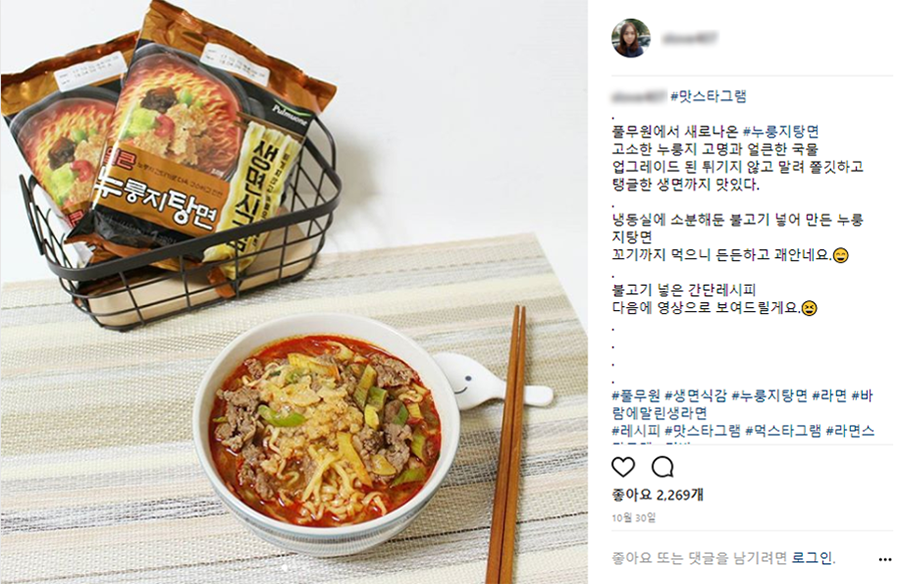 Pulmuone
생면식감
얼큰
누룽지탕면
#맛스타그램
.
풀무원에서 새로나온 #누룽지탕면
고소한 누룽지 고명과 얼큰한 국물
업그레이드 된 튀기지 않고 말려 쫄깃하고
탱글한 생면까지 맛있다.
.
냉동실에 소분해둔 불고기 넣어 만든 누룽
지탕면
꼬기까지 먹으니 든든하고 괘안네요.😄
.
불고기 넣은 간단레시피
다음에 영상으로 보여드릴게요.😆
.
.
.
.
#풀무원 #생면식감 #누룽지탕면 #라면 #바
람에말린생라면
#레시피 #맛스타그램 #먹스타그램 #라면스
좋아요 2,269개
10월 30일
좋아요 또는 댓글을 남기려면 로그인.